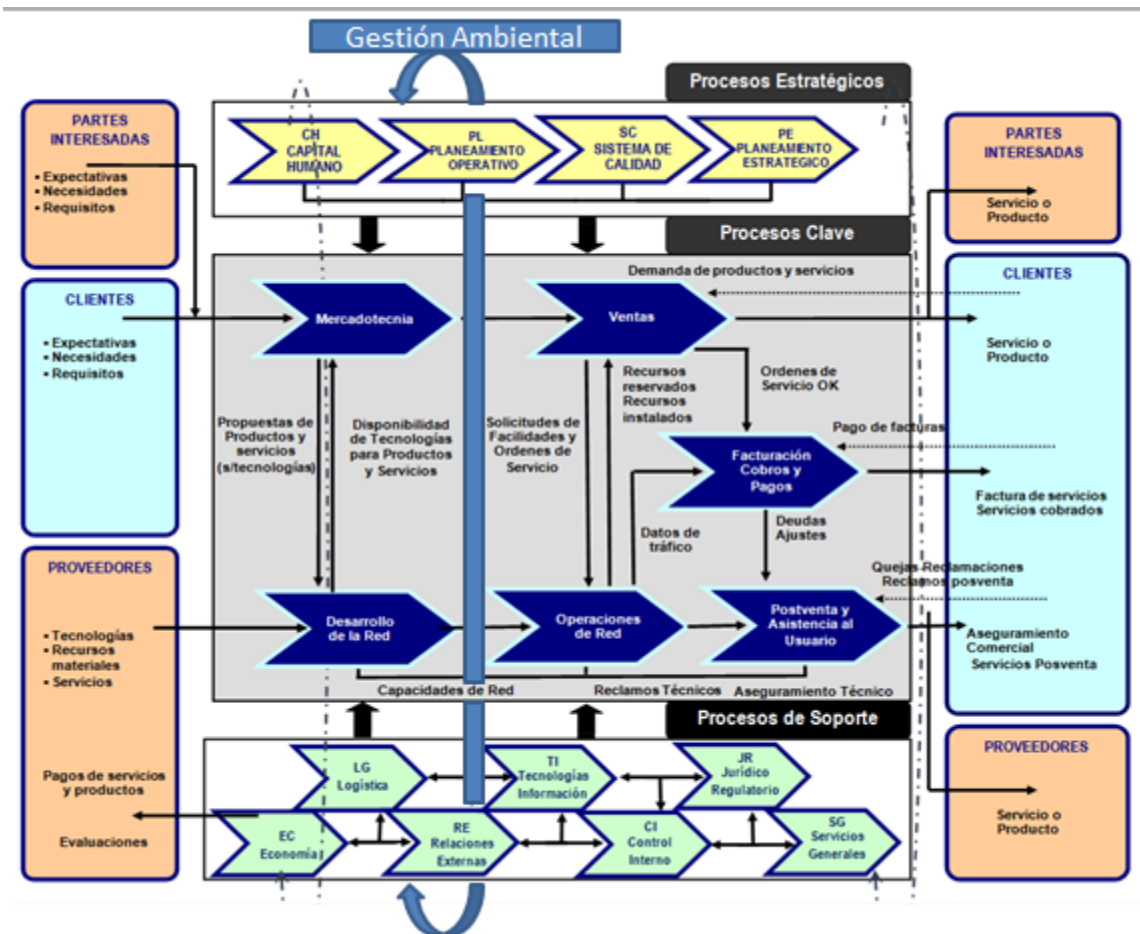 Gestión Ambiental
Procesos Estratégicos
CH
CAPITAL
HUMANO
PL
PLANEAMIENTO
OPERATIVO
SC
SISTEMA DE
CALIDAD
PE
PLANEAMIENTO
ESTRATEGICO
PARTES
INTERESADAS
▪ Expectativas
▪ Necesidades
▪ Requisitos
PARTES
INTERESADAS
Servicio o
Producto
Procesos Clave
CLIENTES
▪ Expectativas
▪ Necesidades
▪ Requisitos
Demanda de productos y servicios
Mercadotecnia
Ventas
CLIENTES
Servicio o
Producto
Propuestas de
Productos y
servicios
(s/tecnologías)
Disponibilidad
de Tecnologías
para Productos
y Servicios
Solicitudes de
Facilidades y
Ordenes de
Servicio
Recursos
reservados
Recursos
instalados
Ordenes de
Servicio OK
Pago de facturas
Facturación
Cobros y
Pagos
Factura de servicios
Servicios cobrados
Datos de
tráfico
Deudas
Ajustes
Quejas Reclamaciones
Reclamos posventa
PROVEEDORES
▪ Tecnologías
▪ Recursos
materiales
▪ Servicios
Desarrollo
de la Red
Operaciones
de Red
Postventa y
Asistencia al
Usuario
Aseguramiento
Comercial
Servicios Posventa
Capacidades de Red
Reclamos Técnicos
Aseguramiento Técnico
Procesos de Soporte
Pagos de servicios
y productos
Evaluaciones
LG
Logística
TI
Tecnologías
Información
JR
Jurídico
Regulatorio
EC
Economía
RE
Relaciones
Externas
CI
Control
Interno
SG
Servicios
Generales
PROVEEDORES
Servicio o
Producto